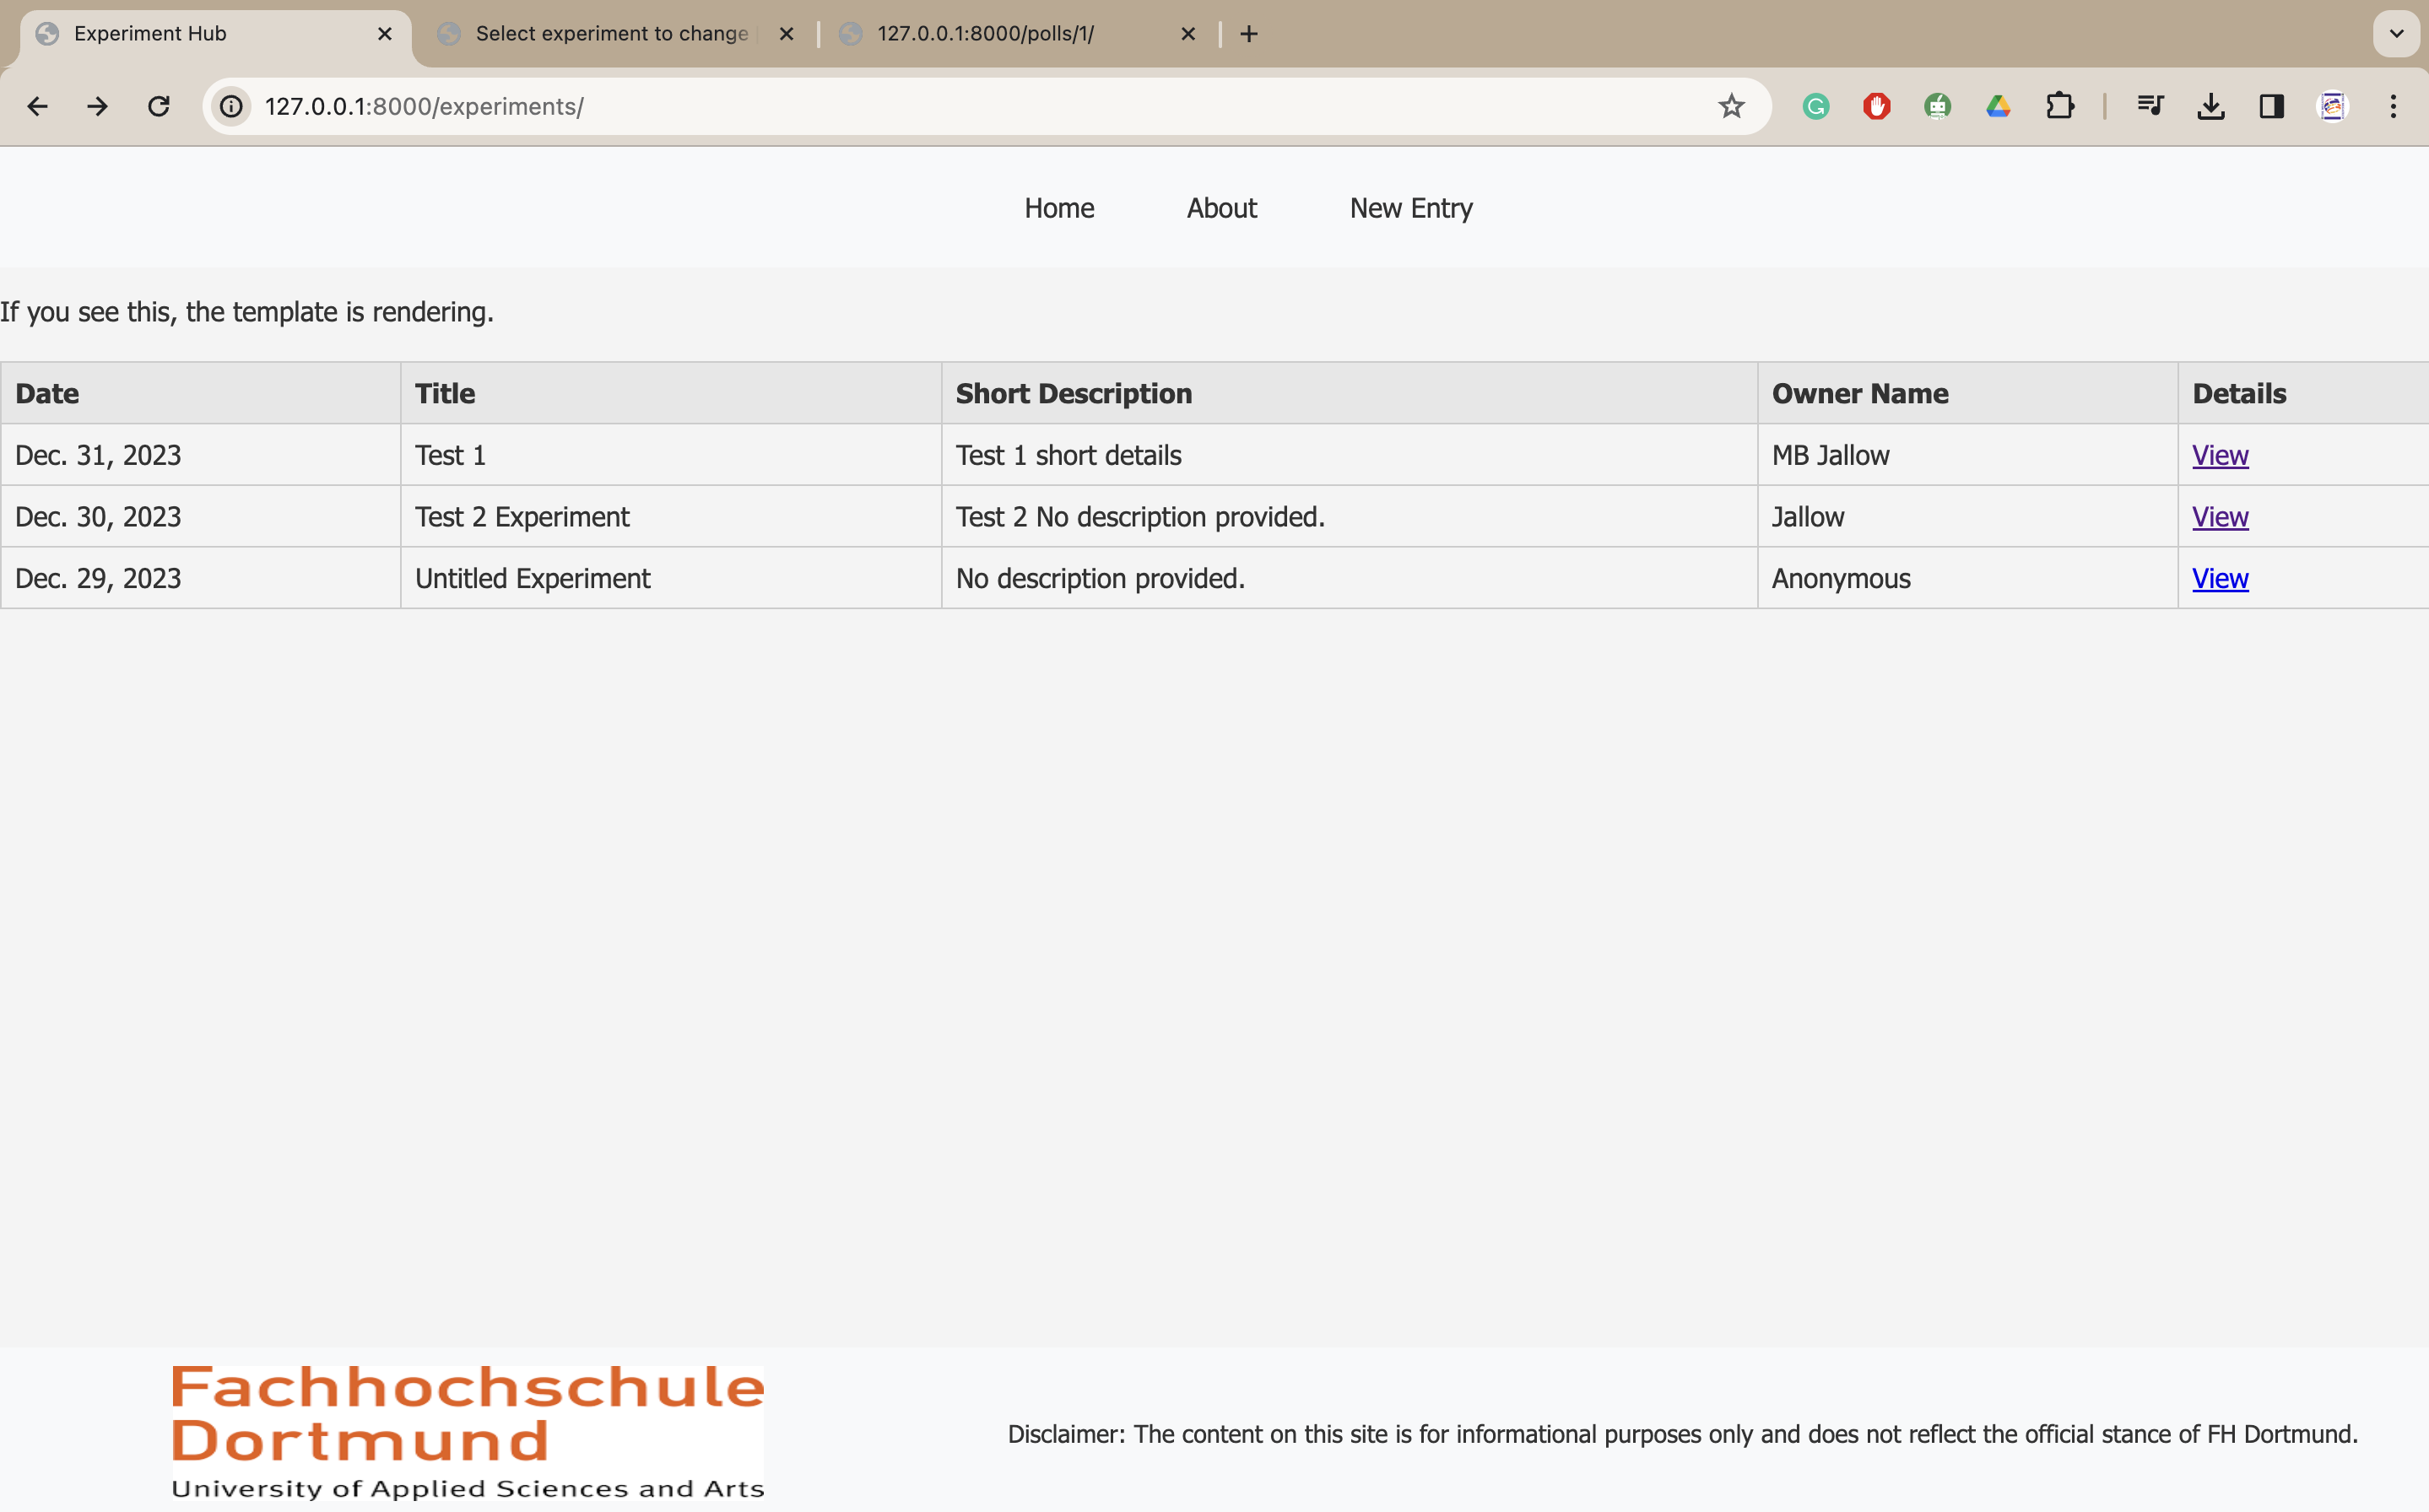 Experiment Hub
Select experiment to change
127.0.0.1:8000/polls/1/
127.0.0.1:8000/experiments/
Home About New Entry
If you see this, the template is rendering.
Date Title Short Description Owner Name Details
Dec. 31, 2023 Test 1 Test 1 short details MB Jallow View
Dec. 30, 2023 Test 2 Experiment Test 2 No description provided. Jallow View
Dec. 29, 2023 Untitled Experiment No description provided. Anonymous View
Fachhochschule
Dortmund
University of Applied Sciences and Arts
Disclaimer: The content on this site is for informational purposes only and does not reflect the official stance of FH Dortmund.